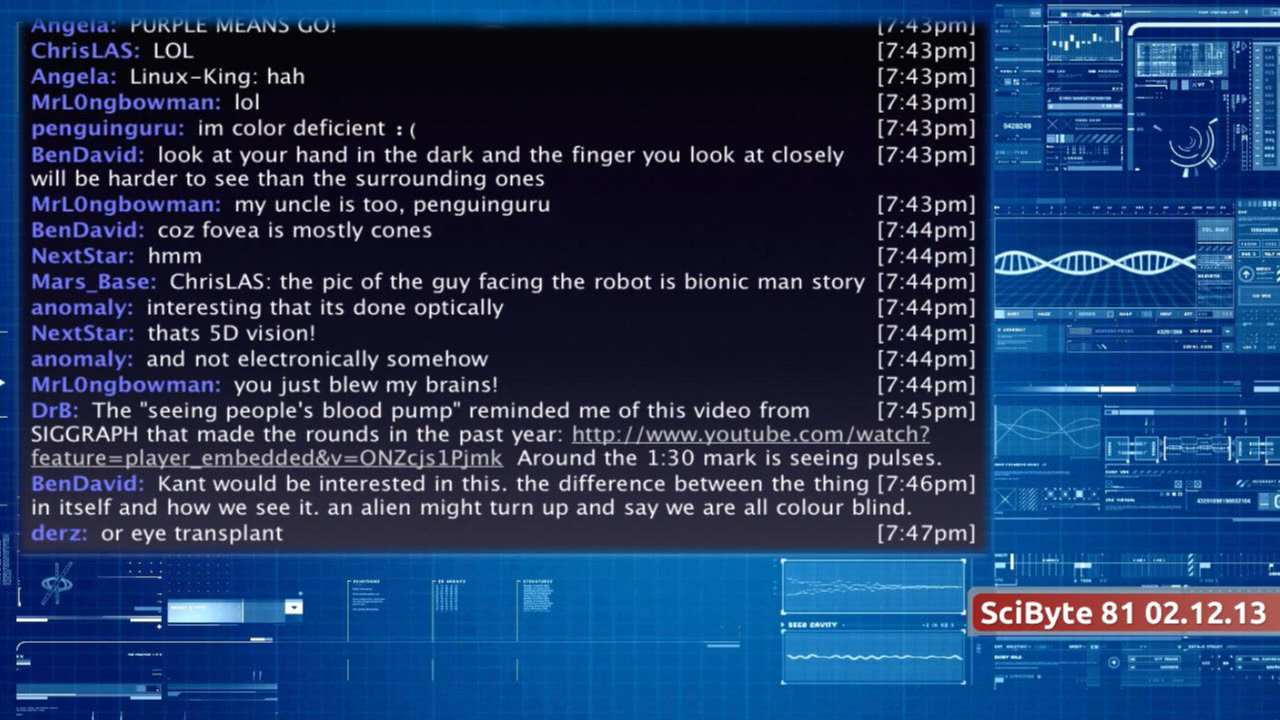 Angela: PURPLE MEANS GO! [7:43pm]
ChrisLAS: LOL [7:43pm]
Angela: Linux-King: hah [7:43pm]
MrL0ngbowman: lol [7:43pm]
penguinguru: im color deficient :( [7:43pm]
BenDavid: look at your hand in the dark and the finger you look at closely [7:43pm]
will be harder to see than the surrounding ones
MrL0ngbowman: my uncle is too, penguinguru [7:43pm]
BenDavid: coz fovea is mostly cones [7:44pm]
NextStar: hmm [7:44pm]
Mars_Base: ChrisLAS: the pic of the guy facing the robot is bionic man story [7:44pm]
anomaly: interesting that its done optically [7:44pm]
NextStar: thats 5D vision! [7:44pm]
anomaly: and not electronically somehow [7:44pm]
MrL0ngbowman: you just blew my brains! [7:44pm]
DrB: The "seeing people's blood pump" reminded me of this video from [7:45pm]
SIGGRAPH that made the rounds in the past year: http://www.youtube.com/watch?
feature=player_embedded&v=ONZcjs1Pjnk Around the 1:30 mark is seeing pulses.
BenDavid: Kant would be interested in this. the difference between the thing [7:46pm]
in itself and how we see it. an alien might turn up and say we are all colour blind.
derz: or eye transplant [7:47pm]
9428249
SciByte 81 02.12.13